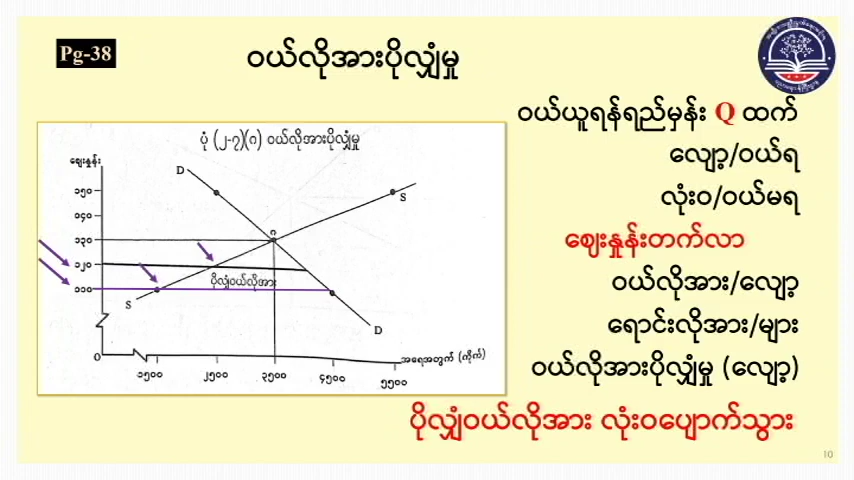 Pg-38
ဝယ်လိုအားပိုလျှံမှု
ဝယ်ယူရန်ရည်မှန်း Q ထက်
လျော့/ဝယ်ရ
လုံးဝ/ဝယ်မရ
ဈေးနှုန်းတက်လာ
ဝယ်လိုအား/လျော့
ရောင်းလိုအား/များ
ဝယ်လိုအားပိုလျှံမှု (လျော့)
ပိုလျှံဝယ်လိုအား လုံးဝပျောက်သွား
ပုံ (၂-၇)(ဂ) ဝယ်လိုအားပိုလျှံမှု
ဈေးနှုန်း
D
၁၅၀
S
၁၄၀
၁၃၀
၁၂၀
ပိုလျှံဝယ်လိုအား
၁၁၀
S
D
အရေအတွက် (ကိုက်)
၁၅၀၀ ၂၅၀၀ ၃၅၀၀ ၄၅၀၀ ၅၅၀၀
10